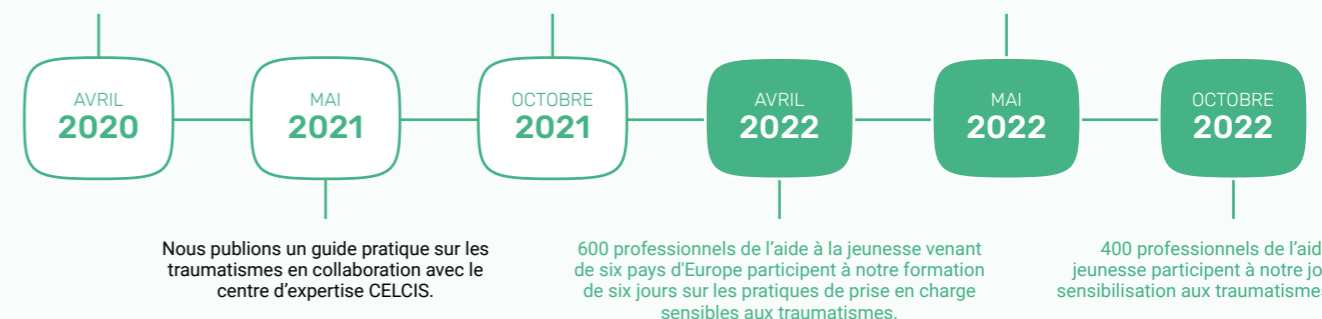 AVRIL
2020
MAI
2021
OCTOBRE
2021
AVRIL
2022
MAI
2022
OCTOBRE
2022
Nous publions un guide pratique sur les
traumatismes en collaboration avec le
centre d’expertise CELCIS.
600 professionnels de l’aide à la jeunesse venant
de six pays d'Europe participent à notre formation
de six jours sur les pratiques de prise en charge
sensibles aux traumatismes.
400 professionnels de l’aid
jeunesse participent à notre jo
sensibilisation aux traumatisme